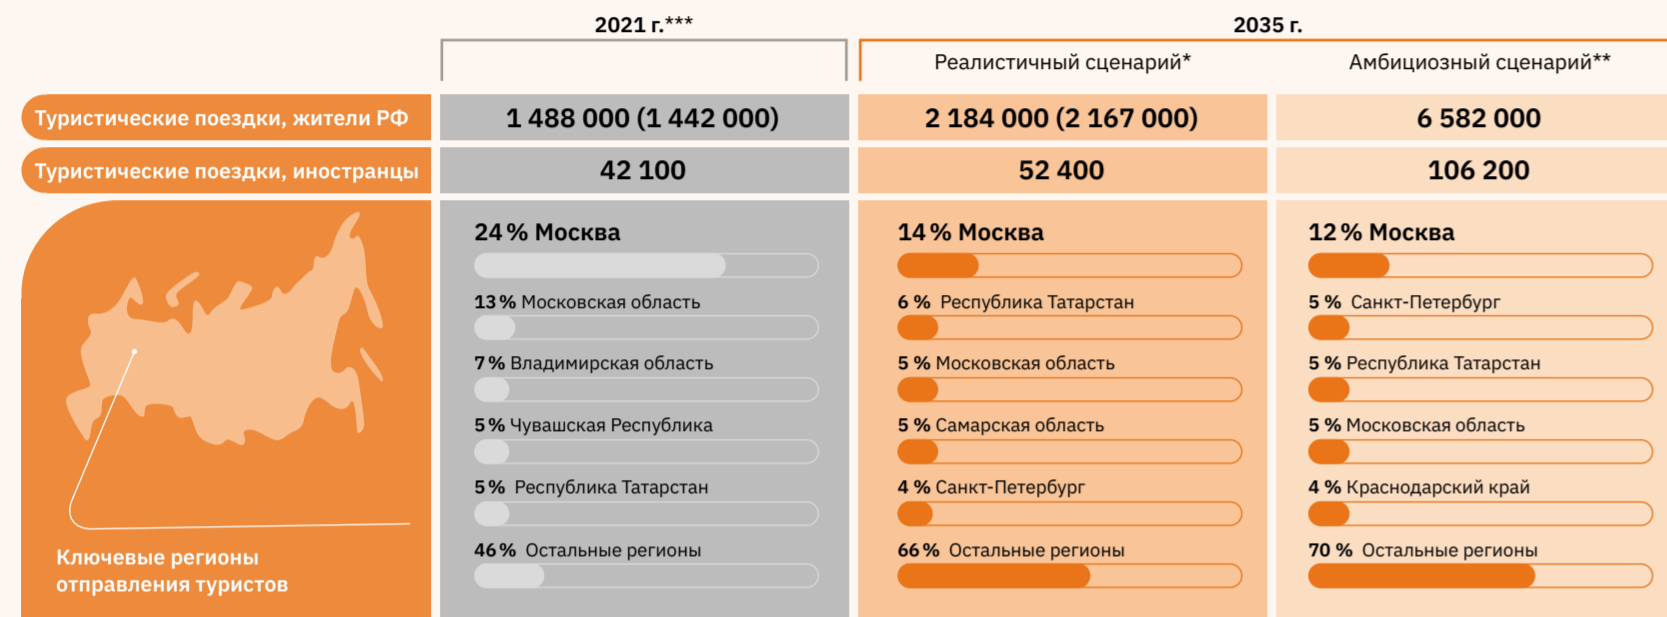 2021 г.***
2035 г.
Реалистичный сценарий*
Амбициозный сценарий**
Туристические поездки, жители РФ
1 488 000 (1 442 000)
2 184 000 (2 167 000)
6 582 000
Туристические поездки, иностранцы
42 100
52 400
106 200
Ключевые регионы
отправления туристов
24 % Москва
13 % Московская область
7 % Владимирская область
5 % Чувашская Республика
5 % Республика Татарстан
46 % Остальные регионы
14 % Москва
6 % Республика Татарстан
5 % Московская область
5 % Самарская область
4 % Санкт-Петербург
66 % Остальные регионы
12 % Москва
5 % Санкт-Петербург
5 % Республика Татарстан
5 % Московская область
4 % Краснодарский край
70 % Остальные регионы